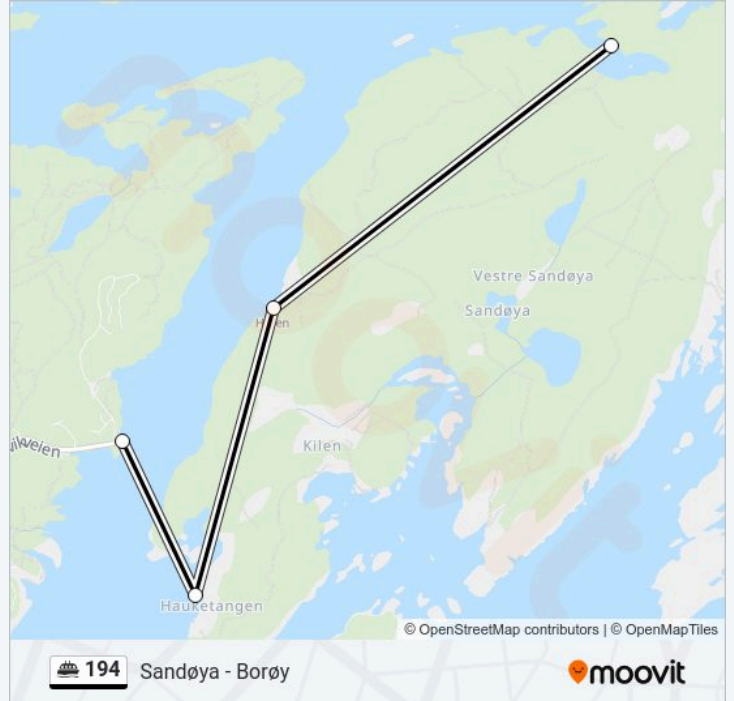 Vestre Sandøya
Sandøya
Kilen
Hauketangen
© OpenStreetMap contributors | © OpenMapTiles
194 Sandøya - Borøy
moovit